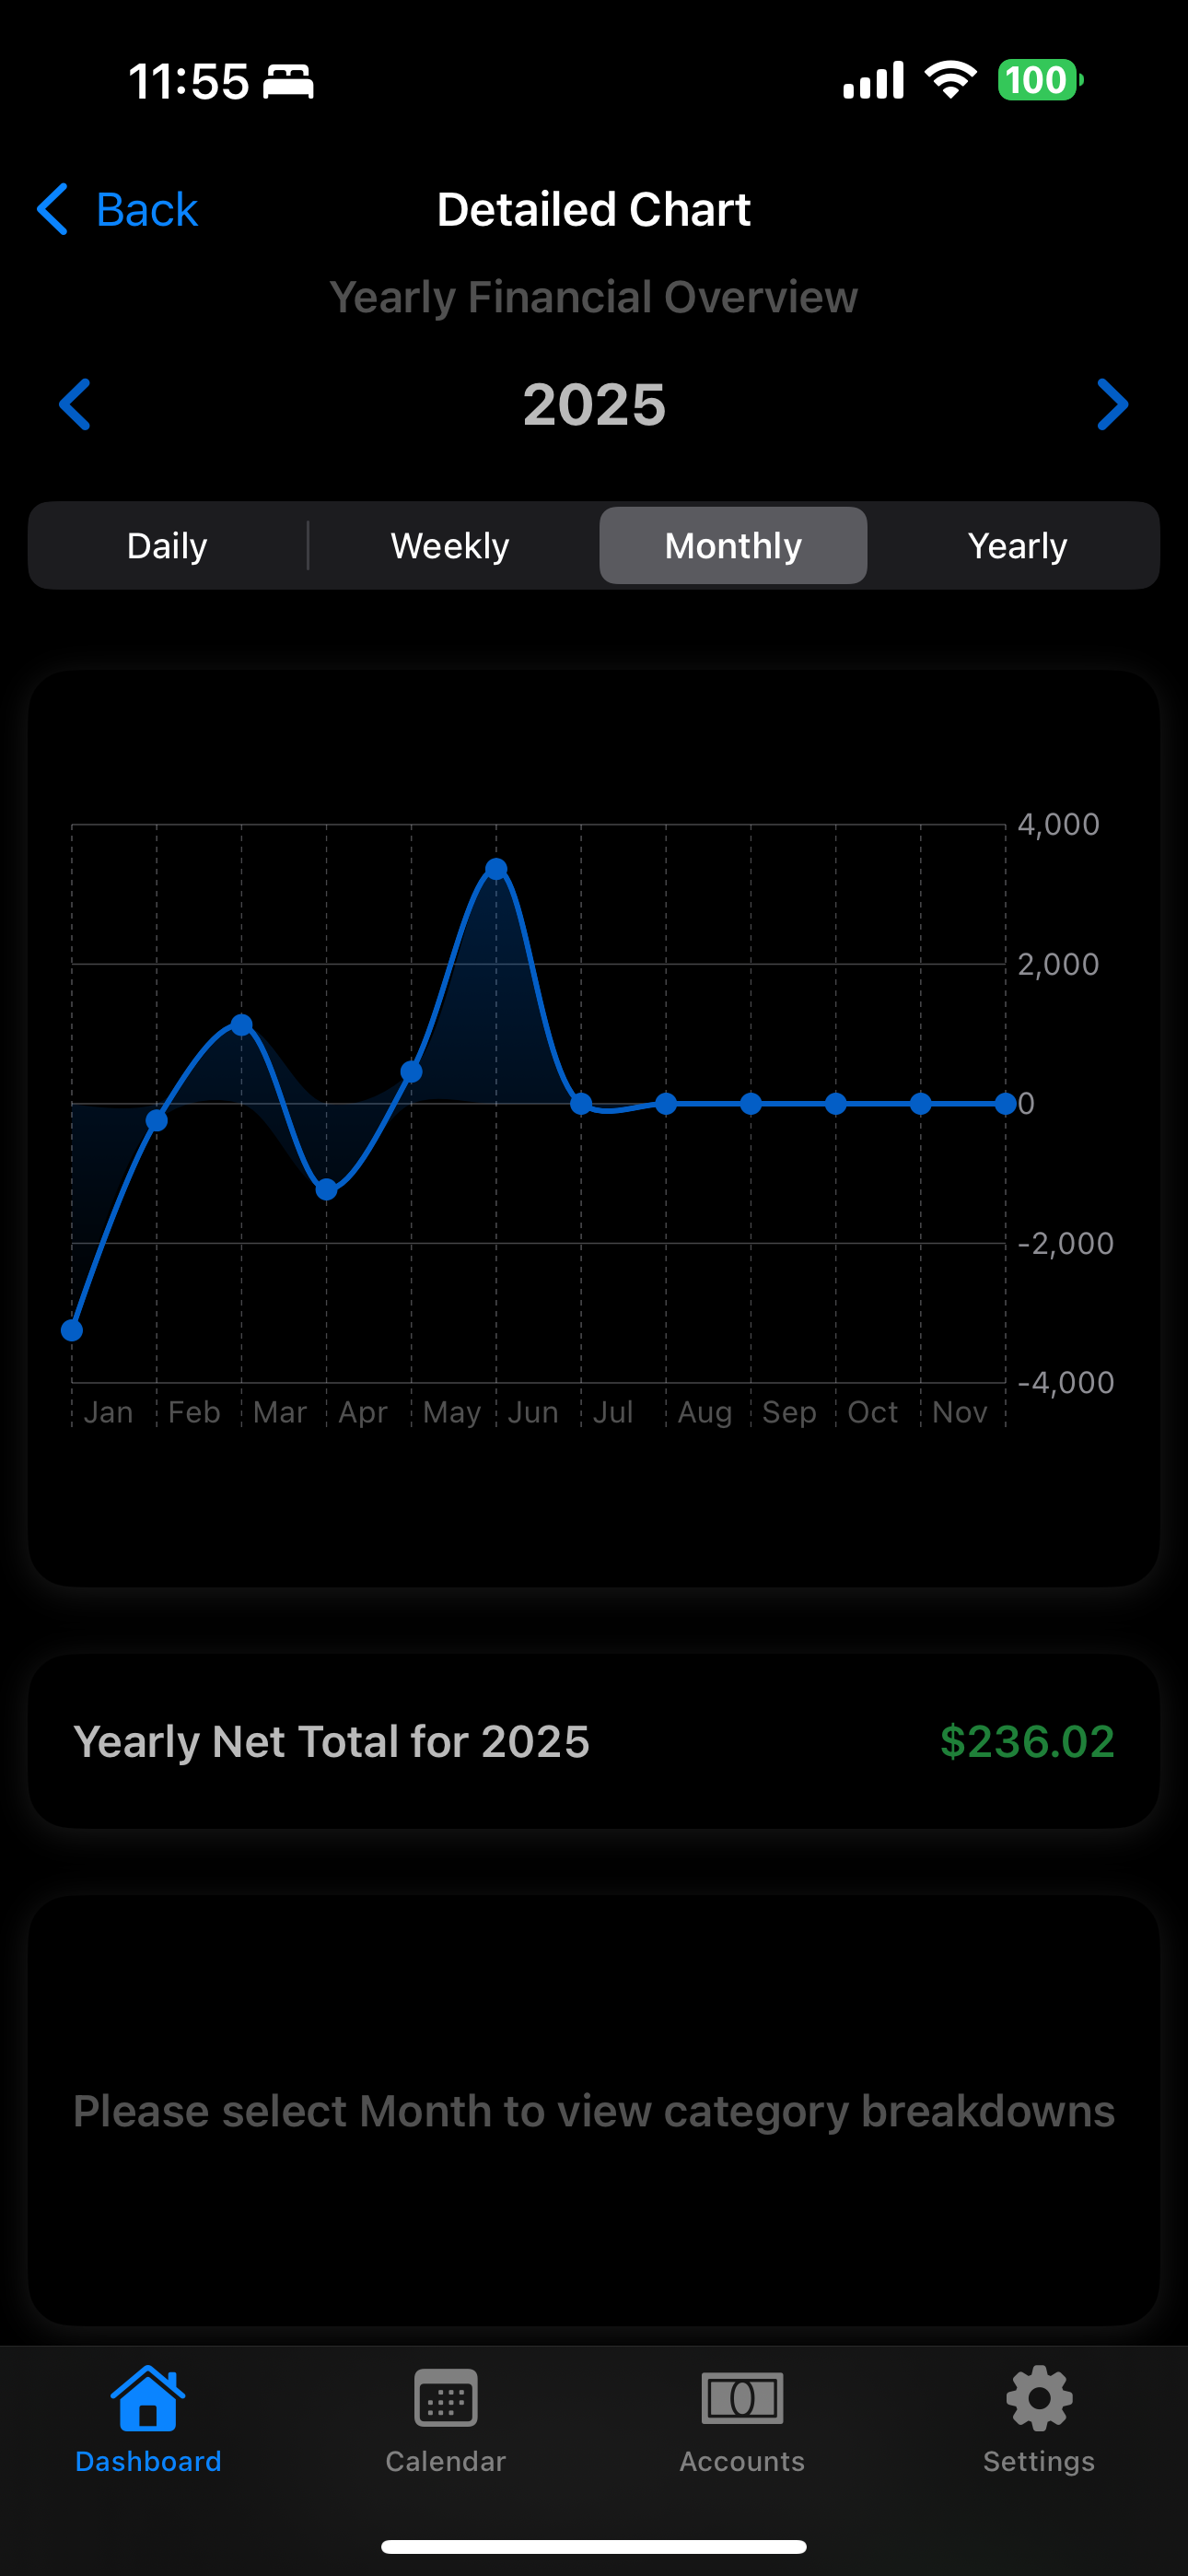 11:55
100
Back
Detailed Chart
Yearly Financial Overview
2025
Daily Weekly Monthly Yearly
4,000
2,000
0
-2,000
-4,000
Jan Feb Mar Apr May Jun Jul Aug Sep Oct Nov
Yearly Net Total for 2025 $236.02
Please select Month to view category breakdowns
Dashboard Calendar Accounts Settings